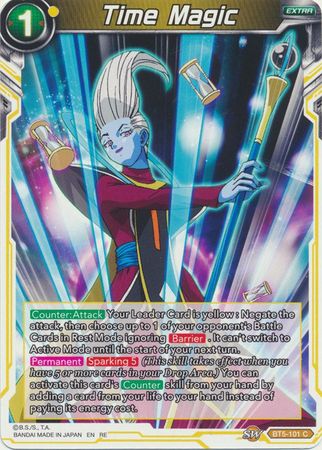 1
Time Magic
EXTRA
Counter:Attack Your Leader Card is yellow : Negate the
attack, then choose up to 1 of your opponent's Battle
Cards in Rest Mode ignoring Barrier . It can't switch to
Active Mode until the start of your next turn.
Permanent Sparking 5 (This skill takes effect when you
have 5 or more cards in your Drop Area.) You can
activate this card's Counter skill from your hand by
adding a card from your life to your hand instead of
paying its energy cost.
©B.S./S., T.A.
BANDAI MADE IN JAPAN EN RE
SW BT5-101 C